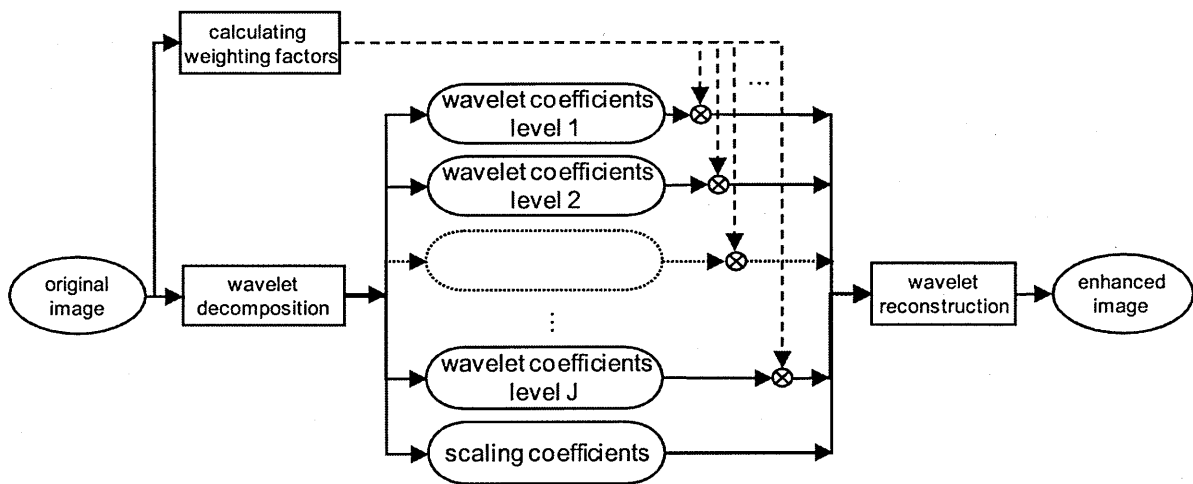 calculating
weighting factors
...
wavelet coefficients
level 1
wavelet coefficients
level 2
original
image
wavelet
decomposition
wavelet
reconstruction
enhanced
image
...
wavelet coefficients
level J
scaling coefficients